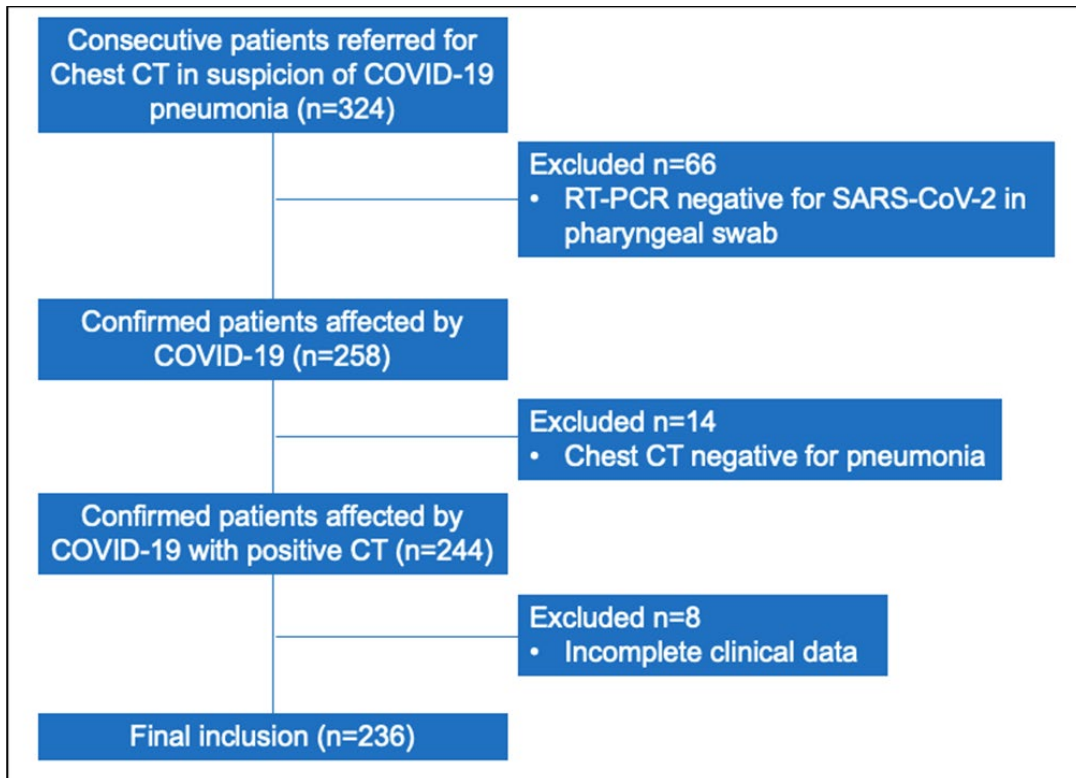 Consecutive patients referred for
Chest CT in suspicion of COVID-19
pneumonia (n=324)
Excluded n=66
• RT-PCR negative for SARS-CoV-2 in
pharyngeal swab
Confirmed patients affected by
COVID-19 (n=258)
Excluded n=14
• Chest CT negative for pneumonia
Confirmed patients affected by
COVID-19 with positive CT (n=244)
Excluded n=8
• Incomplete clinical data
Final inclusion (n=236)